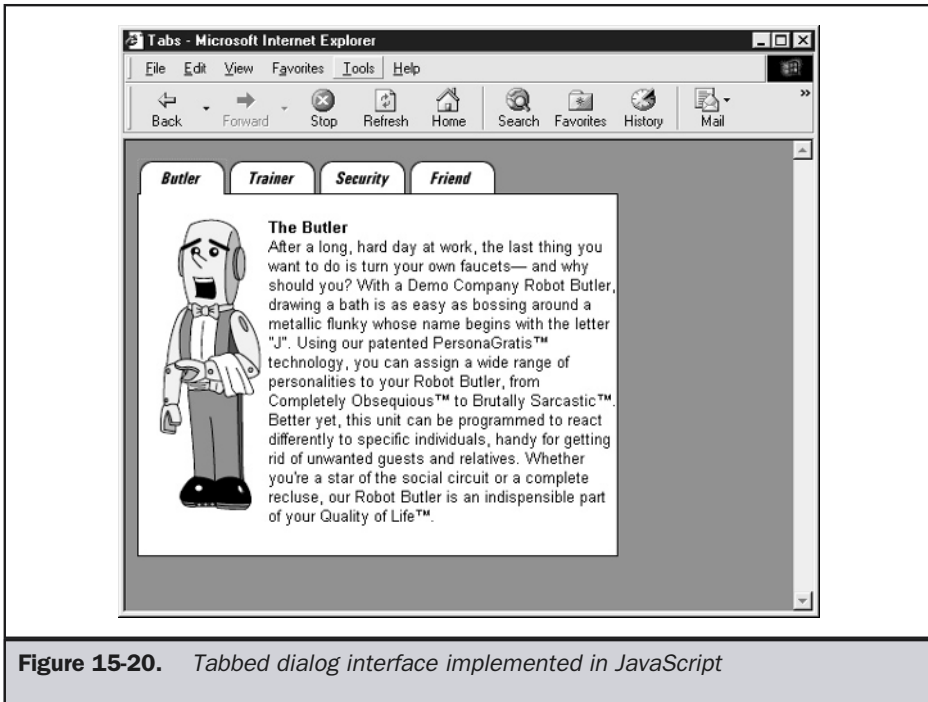 Tabs - Microsoft Internet Explorer
File Edit View Favorites Tools Help
Back Forward Stop Refresh Home Search Favorites History Mail »
Butler Trainer Security Friend
The Butler
After a long, hard day at work, the last thing you
want to do is turn your own faucets— and why
should you? With a Demo Company Robot Butler,
drawing a bath is as easy as bossing around a
metallic flunky whose name begins with the letter
"J". Using our patented PersonaGratis™
technology, you can assign a wide range of
personalities to your Robot Butler, from
Completely Obsequious™ to Brutally Sarcastic™.
Better yet, this unit can be programmed to react
differently to specific individuals, handy for getting
rid of unwanted guests and relatives. Whether
you're a star of the social circuit or a complete
recluse, our Robot Butler is an indispensible part
of your Quality of Life™.
Figure 15-20. Tabbed dialog interface implemented in JavaScript